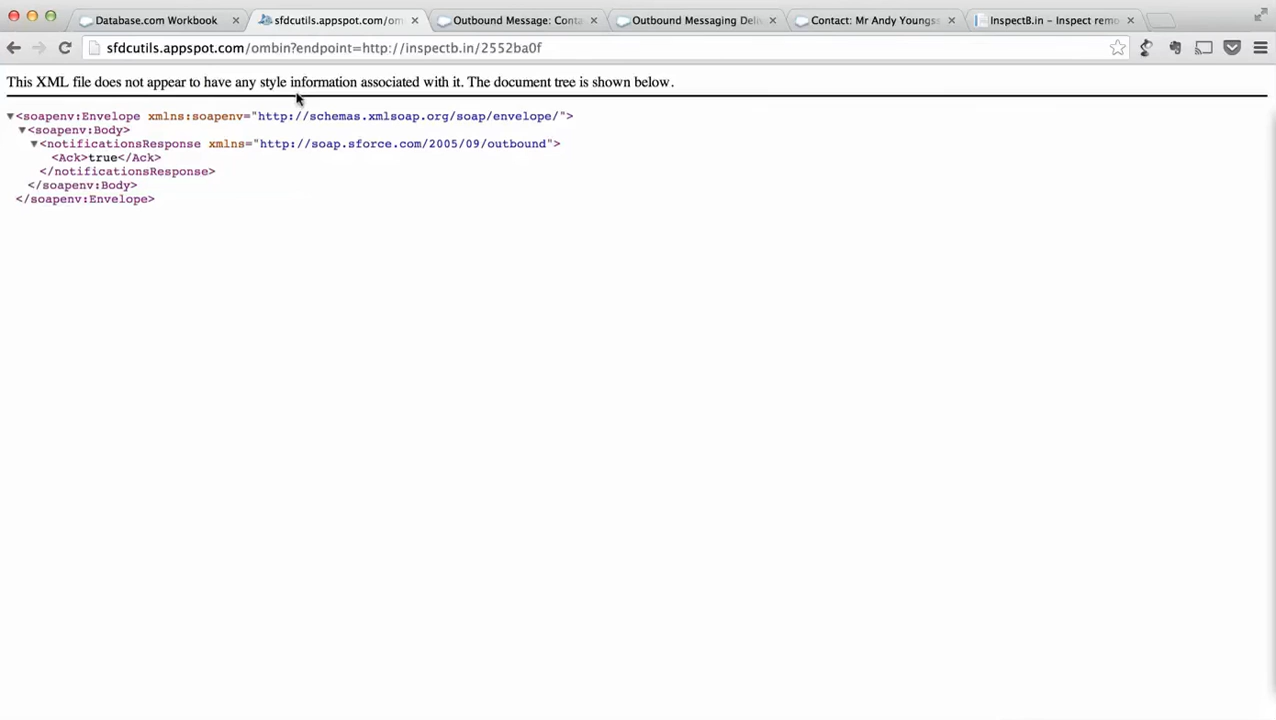 Database.com Workbook
sfdcutils.appspot.com/om
Outbound Message: Conta
Outbound Messaging Deli
Contact: Mr Andy Youngss
InspectB.in – Inspect remo
sfdcutils.appspot.com/ombin?endpoint=http://inspectb.in/2552ba0f
This XML file does not appear to have any style information associated with it. The document tree is shown below.
<soapenv:Envelope xmlns:soapenv="http://schemas.xmlsoap.org/soap/envelope/">
<soapenv:Body>
<notificationsResponse xmlns="http://soap.sforce.com/2005/09/outbound">
<Ack>true</Ack>
</notificationsResponse>
</soapenv:Body>
</soapenv:Envelope>